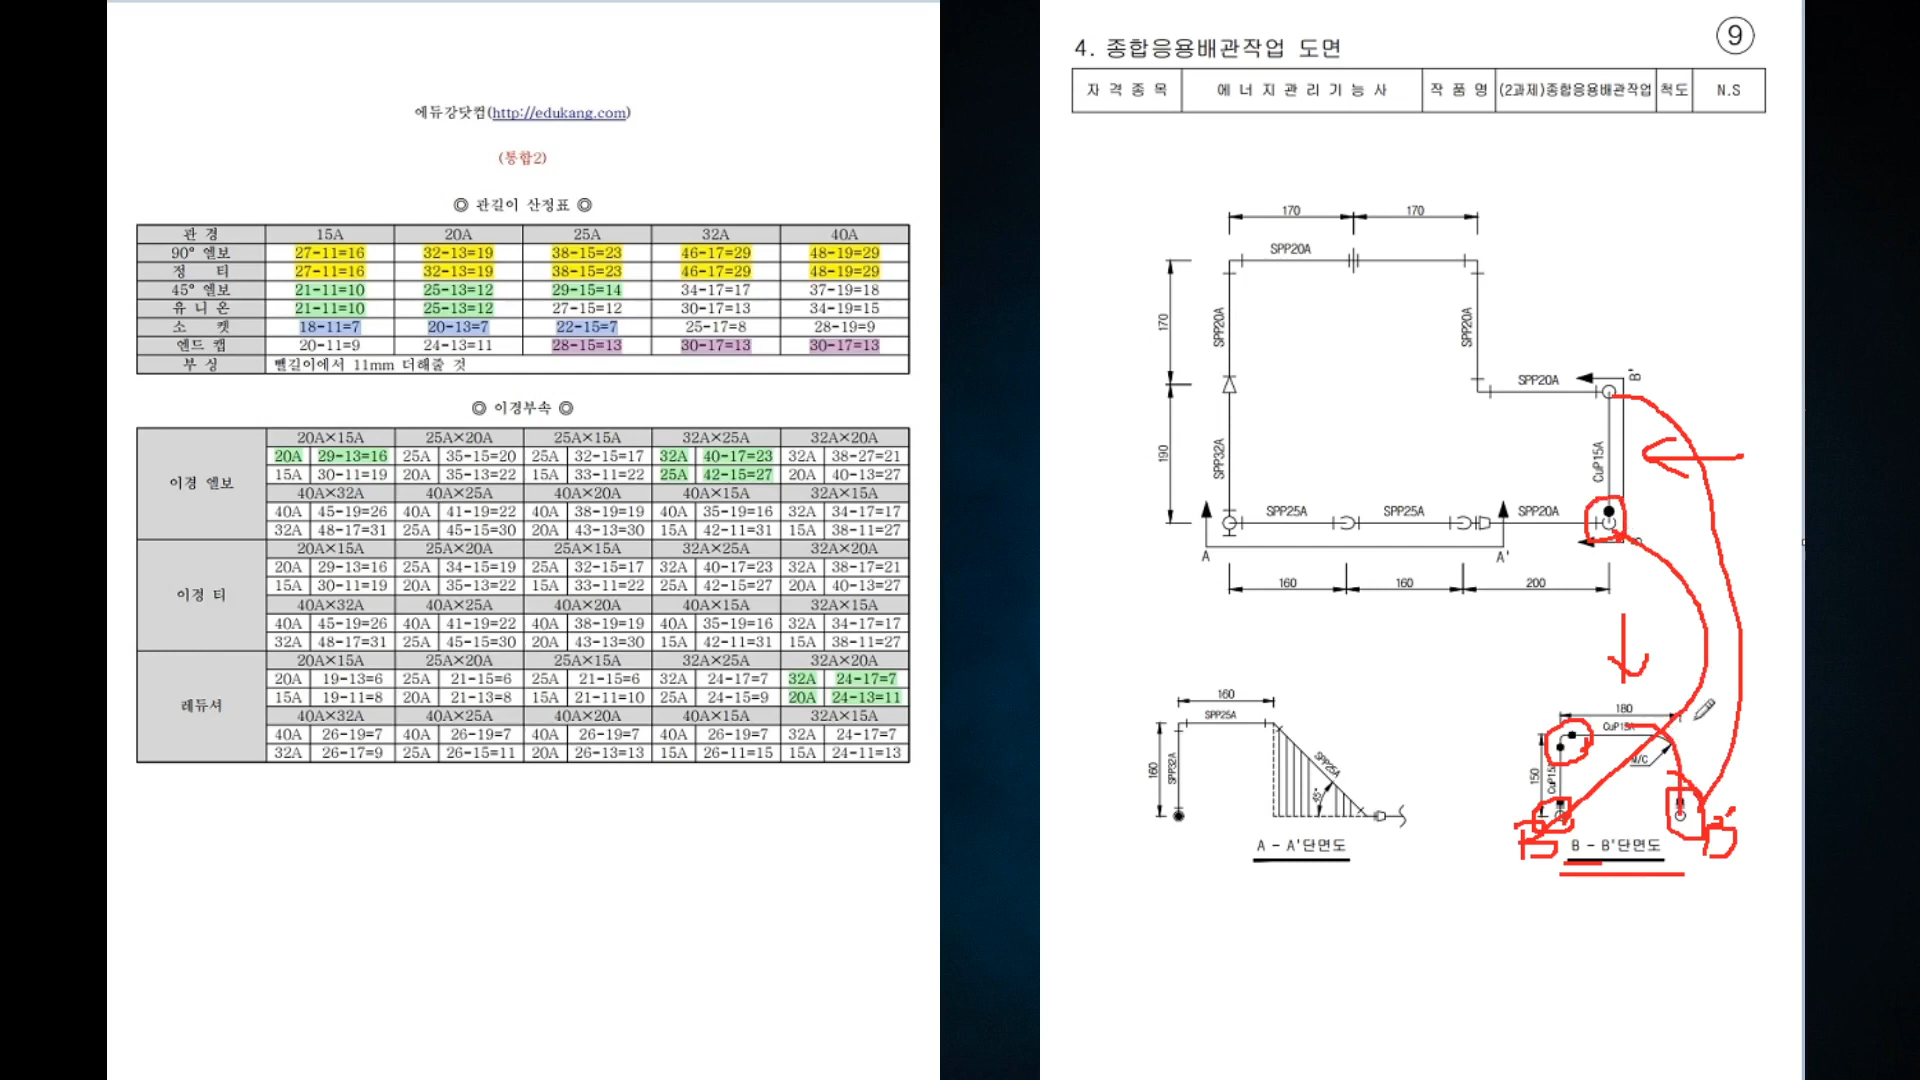 에듀강닷컴(http://edukang.com)
(통합2)
◎ 관길이 산정표 ◎
관 경 15A 20A 25A 32A 40A
90° 엘보 27-11=16 32-13=19 38-15=23 46-17=29 48-19=29
정 티 27-11=16 32-13=19 38-15=23 46-17=29 48-19=29
45° 엘보 21-11=10 25-13=12 29-15=14 34-17=17 37-19=18
유 니 온 21-11=10 25-13=12 27-15=12 30-17=13 34-19=15
소 켓 18-11=7 20-13=7 22-15=7 25-17=8 28-19=9
엔드 캡 20-11=9 24-13=11 28-15=13 30-17=13 30-17=13
부 싱 뺄길이에서 11mm 더해줄 것
◎ 이경부속 ◎
이경 엘보
20A×15A 25A×20A 25A×15A 32A×25A 32A×20A
20A 29-13=16 25A 35-15=20 25A 32-15=17 32A 40-17=23 32A 38-27=21
15A 30-11=19 20A 35-13=22 15A 33-11=22 25A 42-15=27 20A 40-13=27
40A×32A 40A×25A 40A×20A 40A×15A 32A×15A
40A 45-19=26 40A 41-19=22 40A 38-19=19 40A 35-19=16 32A 34-17=17
32A 48-17=31 25A 45-15=30 20A 43-13=30 15A 42-11=31 15A 38-11=27
이경 티
20A×15A 25A×20A 25A×15A 32A×25A 32A×20A
20A 29-13=16 25A 34-15=19 25A 32-15=17 32A 40-17=23 32A 38-17=21
15A 30-11=19 20A 35-13=22 15A 33-11=22 25A 42-15=27 20A 40-13=27
40A×32A 40A×25A 40A×20A 40A×15A 32A×15A
40A 45-19=26 40A 41-19=22 40A 38-19=19 40A 35-19=16 32A 34-17=17
32A 48-17=31 25A 45-15=30 20A 43-13=30 15A 42-11=31 15A 38-11=27
레듀셔
20A×15A 25A×20A 25A×15A 32A×25A 32A×20A
20A 19-13=6 25A 21-15=6 25A 21-15=6 32A 24-17=7 32A 24-17=7
15A 19-11=8 20A 21-13=8 15A 21-11=10 25A 24-15=9 20A 24-13=11
40A×32A 40A×25A 40A×20A 40A×15A 32A×15A
40A 26-19=7 40A 26-19=7 40A 26-19=7 40A 26-19=7 32A 24-17=7
32A 26-17=9 25A 26-15=11 20A 26-13=13 15A 26-11=15 15A 24-11=13
⑨
4. 종합응용배관작업 도면
자 격 종 목 에 너 지 관 리 기 능 사 작 품 명 (2과제)종합응용배관작업 척도 N.S
170 170
SPP20A
170 SPP20A SPP20A
SPP20A B'
190 SPP32A CuP15A
SPP25A SPP25A SPP20A
A A'
160 160 200
160
SPP25A
160 SPP32A SPP25A 45°
A - A'단면도
180
CuP15A
150 CuP15A
B B'
B - B'단면도